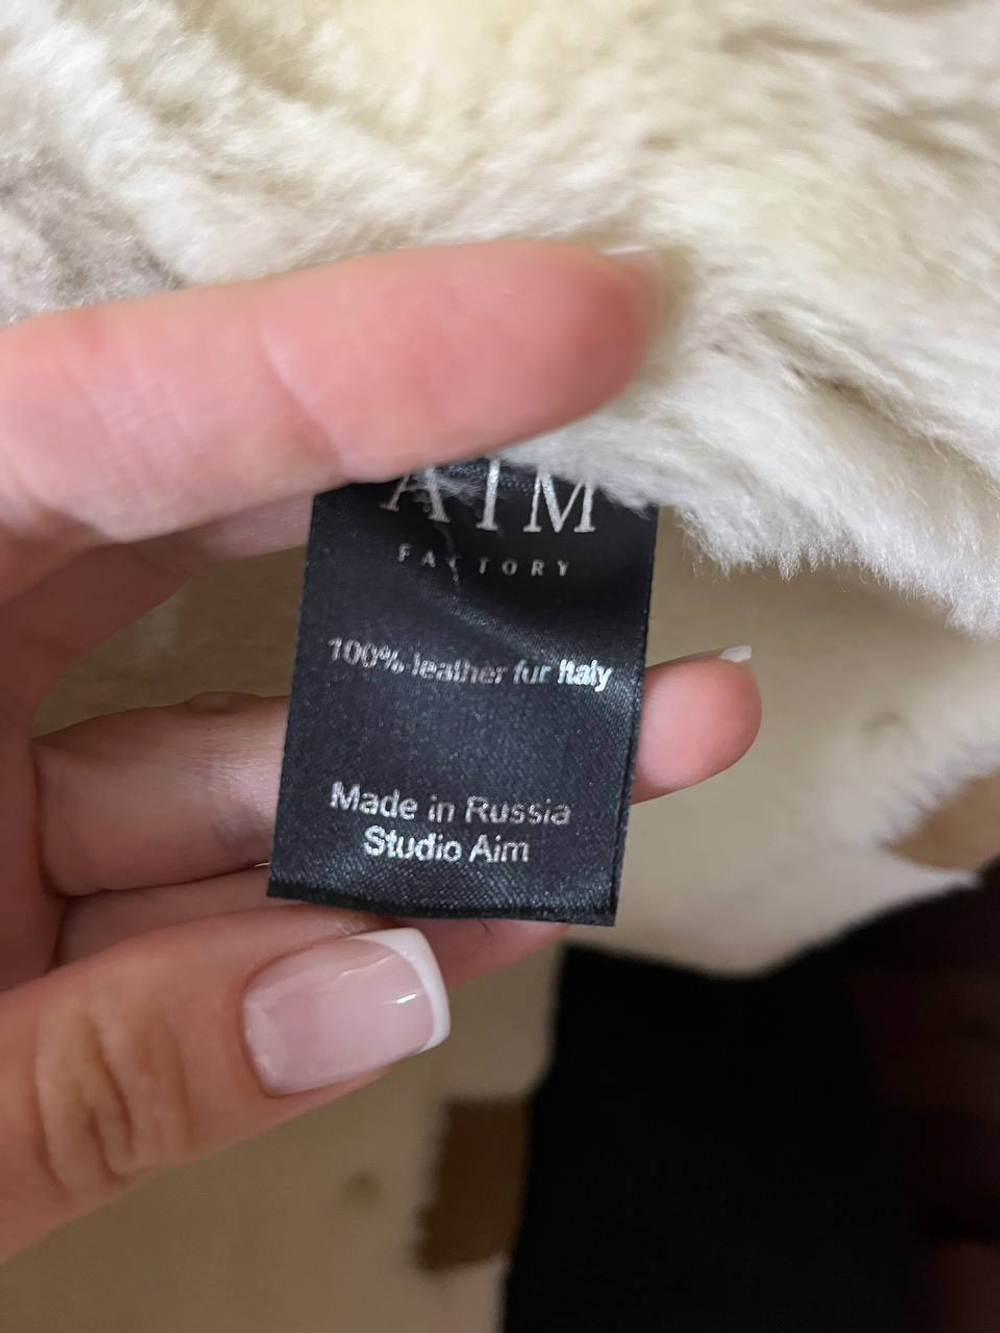 AIM
FACTORY
100% leather fur Italy
Made in Russia
Studio Aim